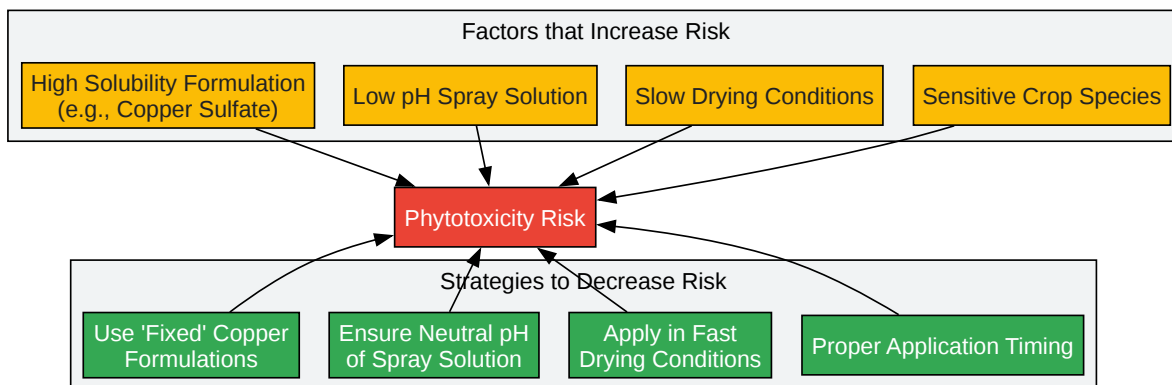 Factors that Increase Risk
High Solubility Formulation
(e.g., Copper Sulfate)
Low pH Spray Solution
Slow Drying Conditions
Sensitive Crop Species
Phytotoxicity Risk
Strategies to Decrease Risk
Use 'Fixed' Copper
Formulations
Ensure Neutral pH
of Spray Solution
Apply in Fast
Drying Conditions
Proper Application Timing